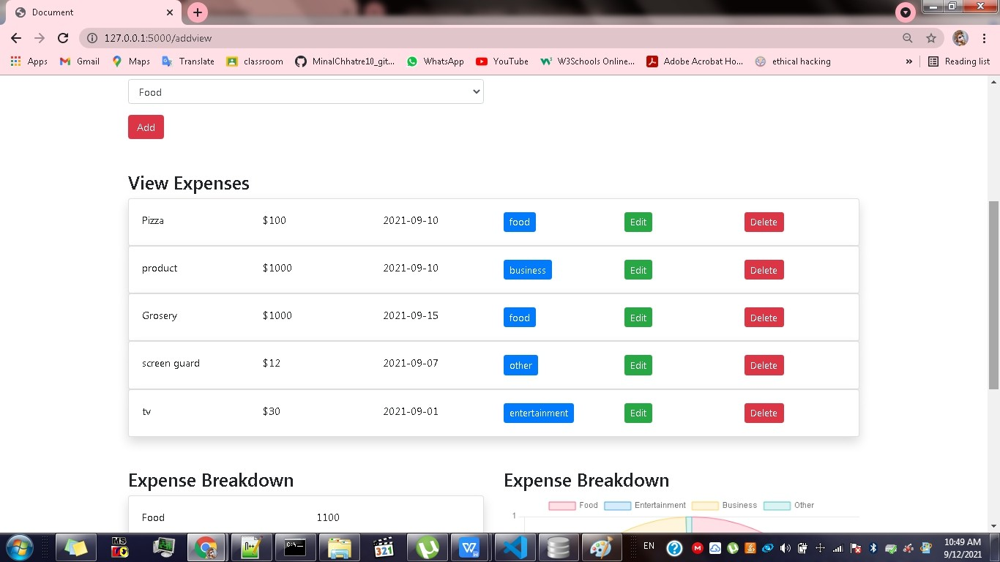 Document
127.0.0.1:5000/addview
Apps Gmail Maps Translate classroom MinalChhatre10_git... WhatsApp YouTube W3Schools Online... Adobe Acrobat Ho... ethical hacking » Reading list
Food
Add
View Expenses
Pizza $100 2021-09-10 food Edit Delete
product $1000 2021-09-10 business Edit Delete
Grosery $1000 2021-09-15 food Edit Delete
screen guard $12 2021-09-07 other Edit Delete
tv $30 2021-09-01 entertainment Edit Delete
Expense Breakdown Expense Breakdown
Food Entertainment Business Other
Food 1100 1
EN 10:49 AM
9/12/2021